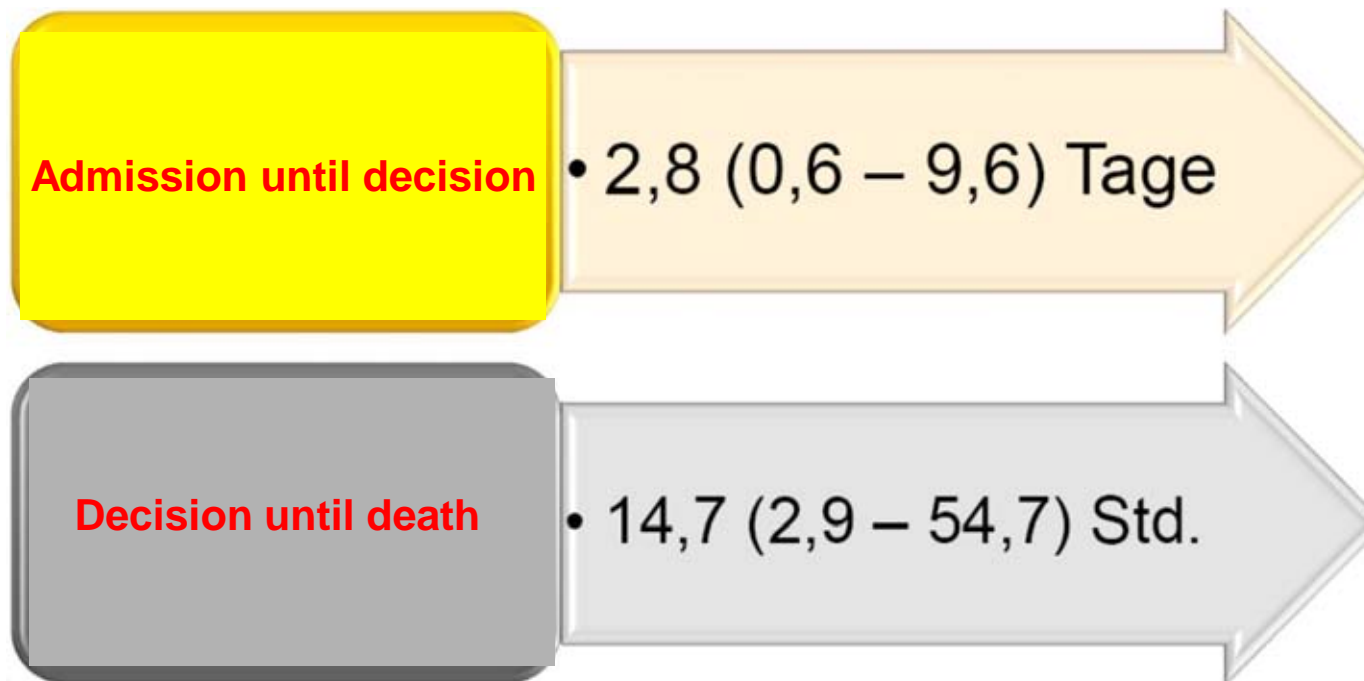 Admission until decision
• 2,8 (0,6 – 9,6) Tage
Decision until death
• 14,7 (2,9 – 54,7) Std.